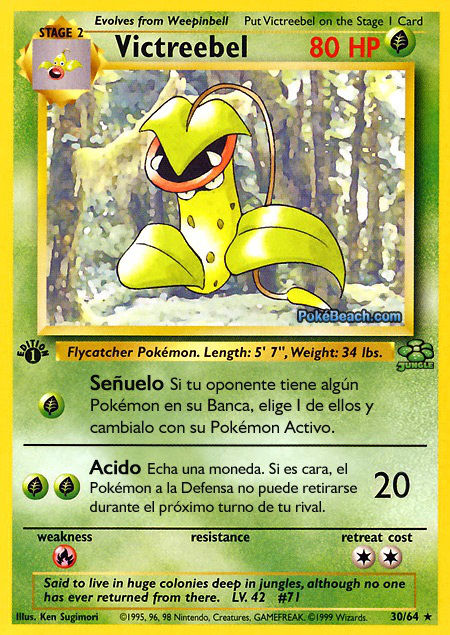 Evolves from Weepinbell Put Victreebel on the Stage 1 Card
STAGE 2
Victreebel 80 HP
PokéBeach.com
EDITION 1
Flycatcher Pokémon. Length: 5' 7", Weight: 34 lbs.
JUNGLE
Señuelo Si tu oponente tiene algún
Pokémon en su Banca, elige 1 de ellos y
cambialo con su Pokémon Activo.
Acido Echa una moneda. Si es cara, el
Pokémon a la Defensa no puede retirarse
durante el próximo turno de tu rival.
20
weakness resistance retreat cost
Said to live in huge colonies deep in jungles, although no one
has ever returned from there. LV. 42 #71
Illus. Ken Sugimori ©1995, 96, 98 Nintendo, Creatures, GAMEFREAK. ©1999 Wizards. 30/64 ★